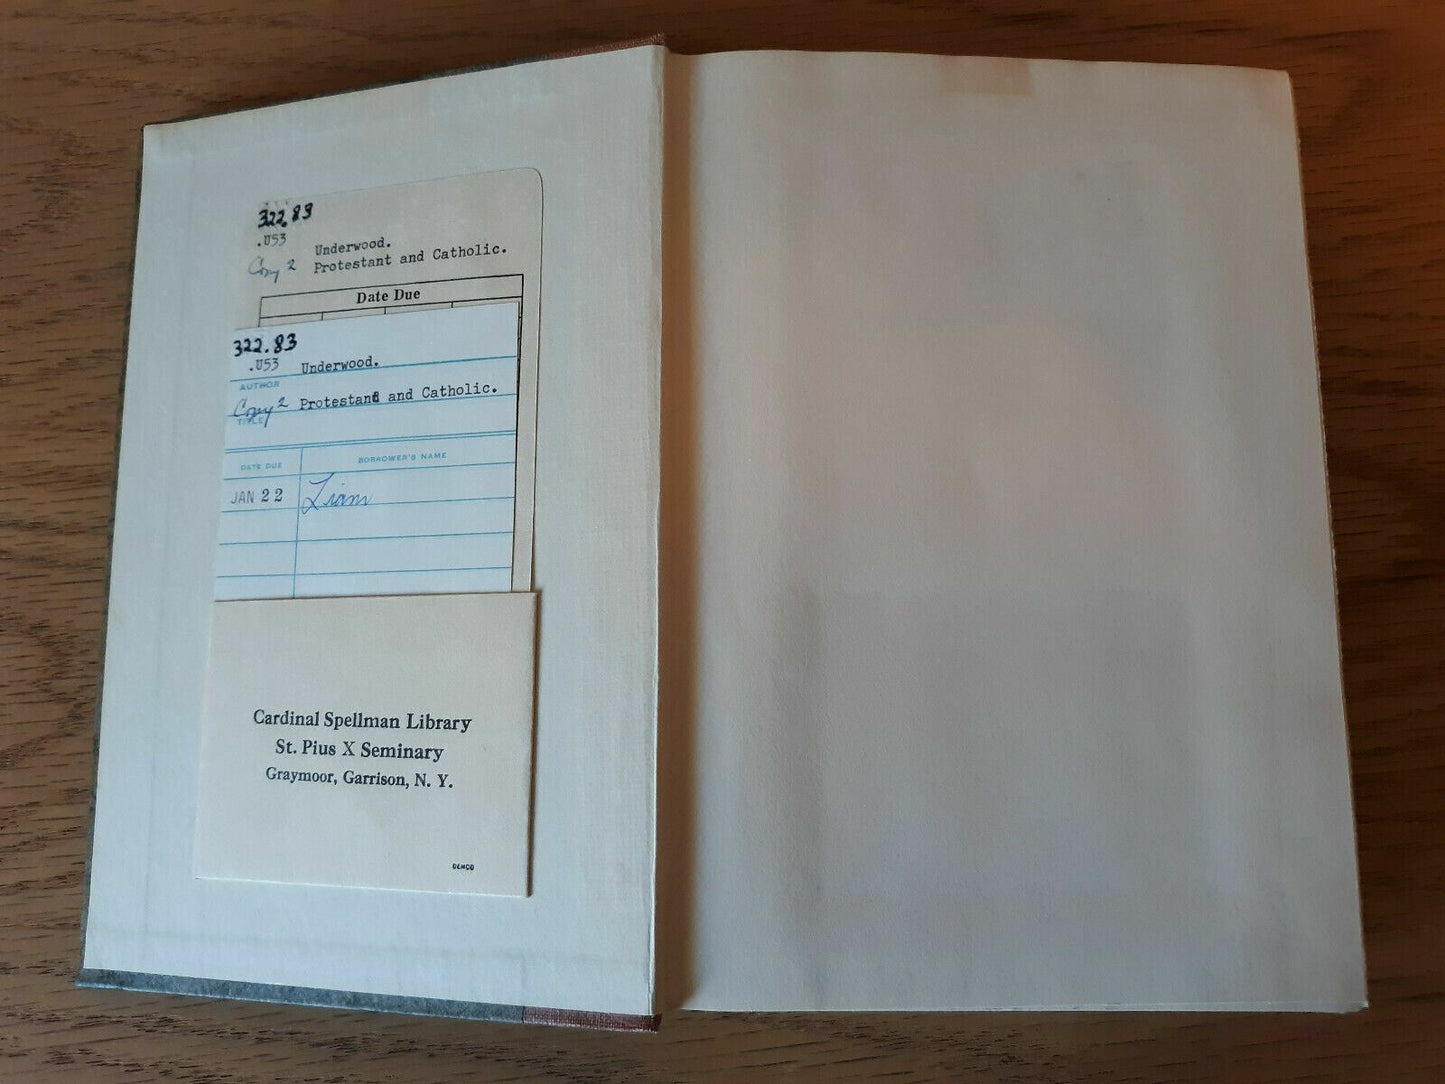 322.83
.U53
Underwood.
Copy 2
Protestant and Catholic.
Date Due
322.83
.U53
Underwood.
AUTHOR
Copy 2
Protestant and Catholic.
TITLE
DATE DUE
BORROWER'S NAME
JAN 22
Liam
Cardinal Spellman Library
St. Pius X Seminary
Graymoor, Garrison, N. Y.
DEMCO